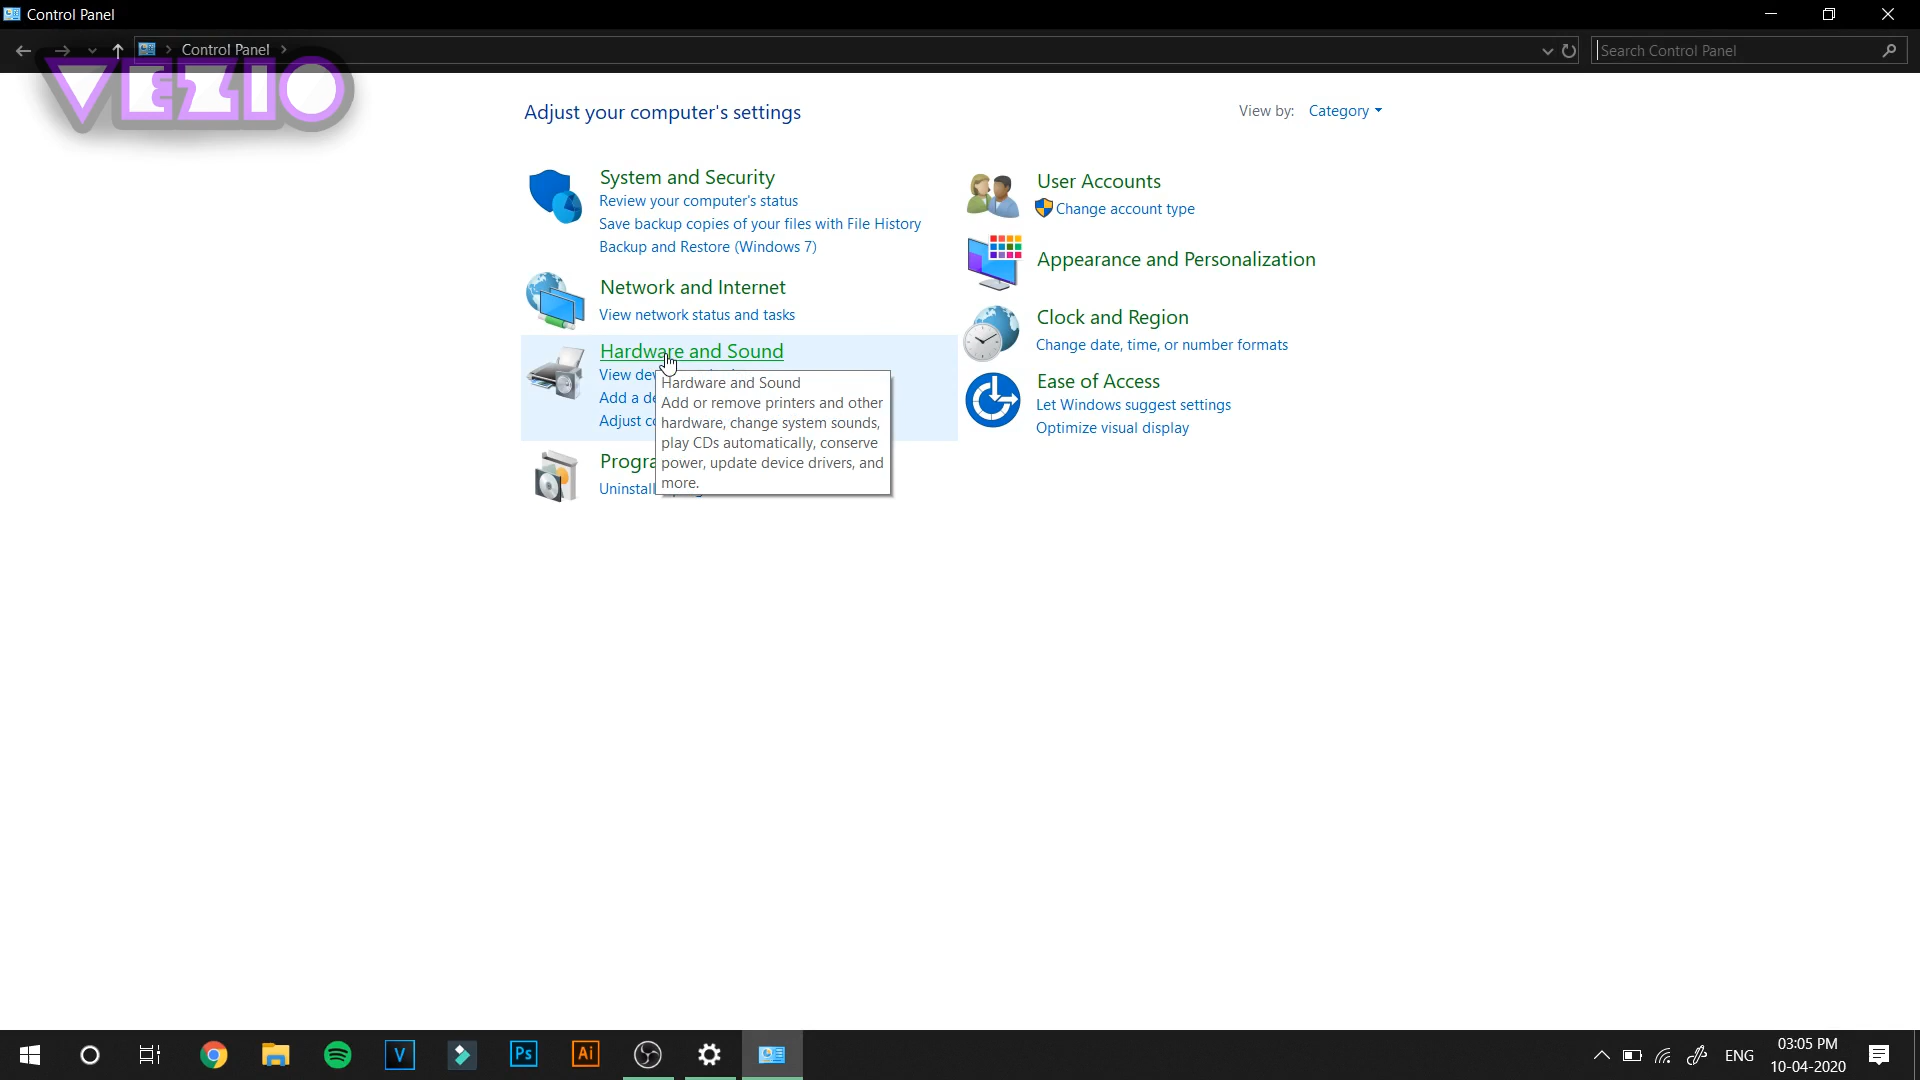 Control Panel
Control Panel
Search Control Panel
VEZIO
Adjust your computer's settings
View by: Category
System and Security
Review your computer's status
Save backup copies of your files with File History
Backup and Restore (Windows 7)
Network and Internet
View network status and tasks
Hardware and Sound
View
Add a
Adjust
Hardware and Sound
Add or remove printers and other
hardware, change system sounds,
play CDs automatically, conserve
power, update device drivers, and
more.
Uninstall
User Accounts
Change account type
Appearance and Personalization
Clock and Region
Change date, time, or number formats
Ease of Access
Let Windows suggest settings
Optimize visual display
V
Ps
Ai
ENG
03:05 PM
10-04-2020